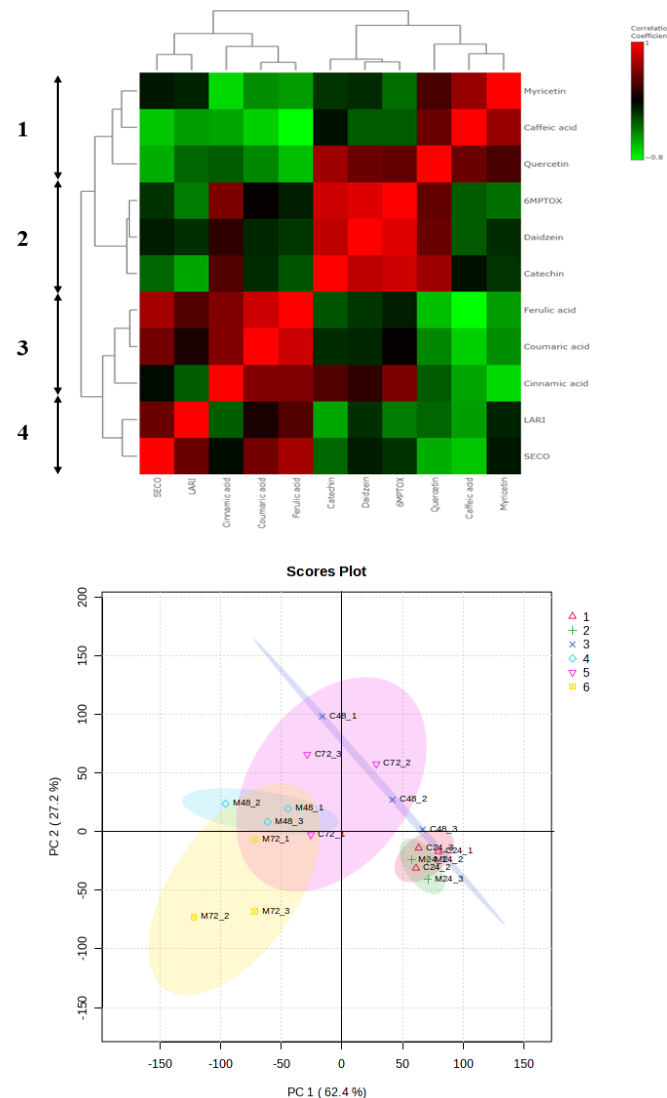 Correlatio
Coefficien
1
-0.8
1
2
3
4
Myricetin
Caffeic acid
Quercetin
6MPTOX
Daidzein
Catechin
Ferulic acid
Coumaric acid
Cinnamic acid
LARI
SECO
SECO
LARI
Cinnamic acid
Coumaric acid
Ferulic acid
Catechin
Daidzein
6MPTOX
Quercetin
Caffeic acid
Myricetin
Scores Plot
PC 2 ( 27.2 %)
200
150
100
50
0
-50
-100
-150
1
2
3
4
5
6
C48_1
C72_3
C72_2
M48_2
M48_1
C48_2
M48_3
C72_1
C48_3
M72_1
C24_3
C24_1
M24_2
C24_2
M24_3
M72_2
M72_3
-150
-100
-50
0
50
100
150
PC 1 ( 62.4 %)